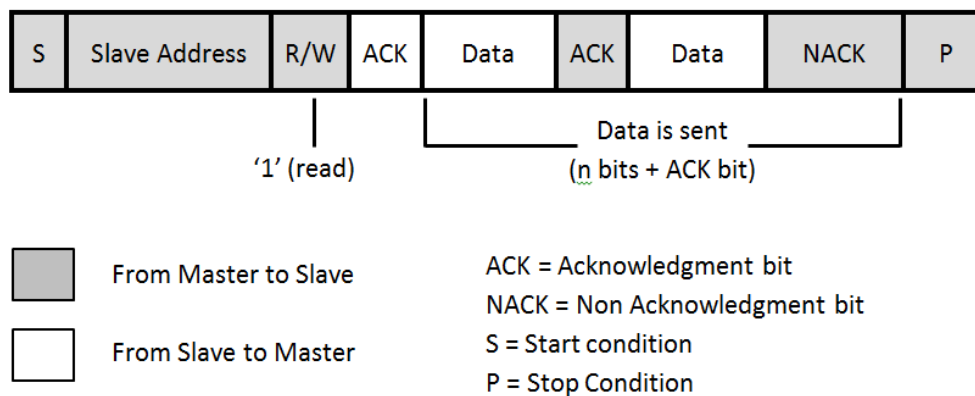 S Slave Address R/W ACK Data ACK Data NACK P
Data is sent
‘1’ (read) (n bits + ACK bit)
From Master to Slave
From Slave to Master
ACK = Acknowledgment bit
NACK = Non Acknowledgment bit
S = Start condition
P = Stop Condition